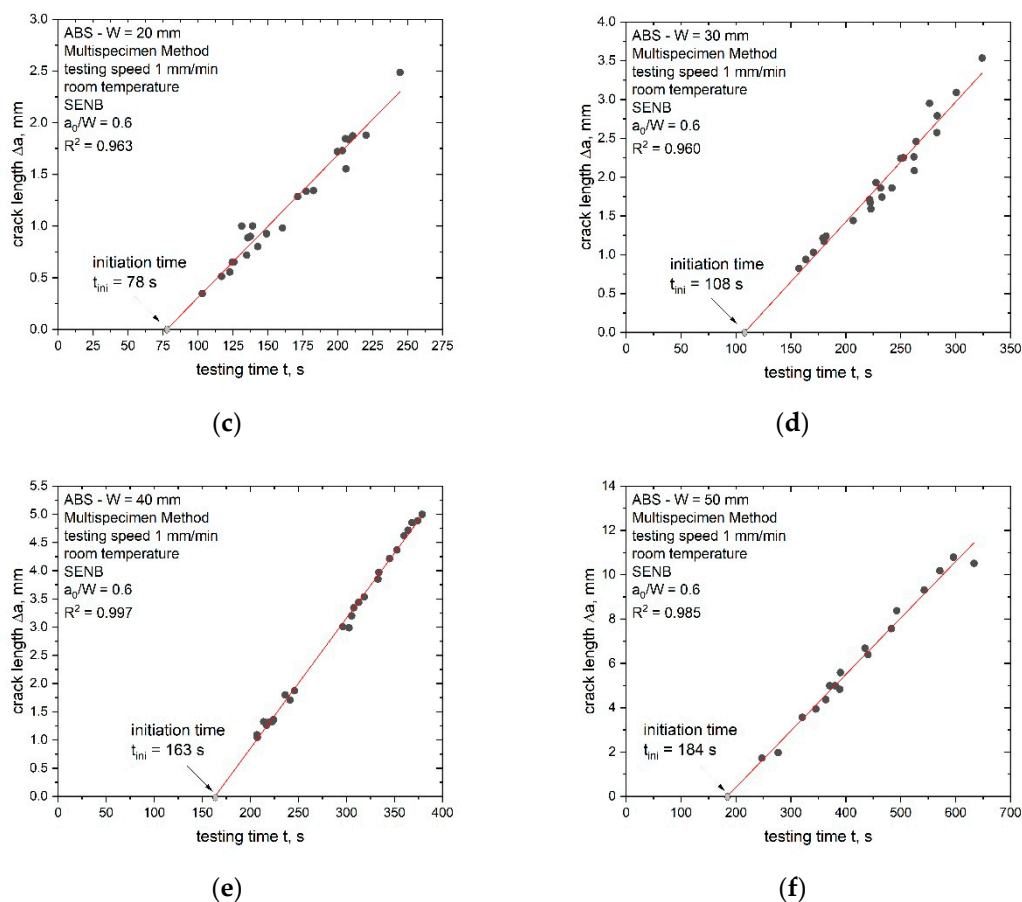 ABS - W = 20 mm
Multispecimen Method
testing speed 1 mm/min
room temperature
SENB
a₀/W = 0.6
R² = 0.963
initiation time
tᵢₙᵢ = 78 s
crack length Δa, mm
3.0
2.5
2.0
1.5
1.0
0.5
0.0
0 25 50 75 100 125 150 175 200 225 250 275
testing time t, s
(c)
ABS - W = 30 mm
Multispecimen Method
testing speed 1 mm/min
room temperature
SENB
a₀/W = 0.6
R² = 0.960
initiation time
tᵢₙᵢ = 108 s
crack length Δa, mm
4.0
3.5
3.0
2.5
2.0
1.5
1.0
0.5
0.0
0 50 100 150 200 250 300 350 400
testing time t, s
(d)
ABS - W = 40 mm
Multispecimen Method
testing speed 1 mm/min
room temperature
SENB
a₀/W = 0.6
R² = 0.997
initiation time
tᵢₙᵢ = 163 s
crack length Δa, mm
5.5
5.0
4.5
4.0
3.5
3.0
2.5
2.0
1.5
1.0
0.5
0.0
0 50 100 150 200 250 300 350 400
testing time t, s
(e)
ABS - W = 50 mm
Multispecimen Method
testing speed 1 mm/min
room temperature
SENB
a₀/W = 0.6
R² = 0.985
initiation time
tᵢₙᵢ = 184 s
crack length Δa, mm
14
12
10
8
6
4
2
0
0 100 200 300 400 500 600 700
testing time t, s
(f)